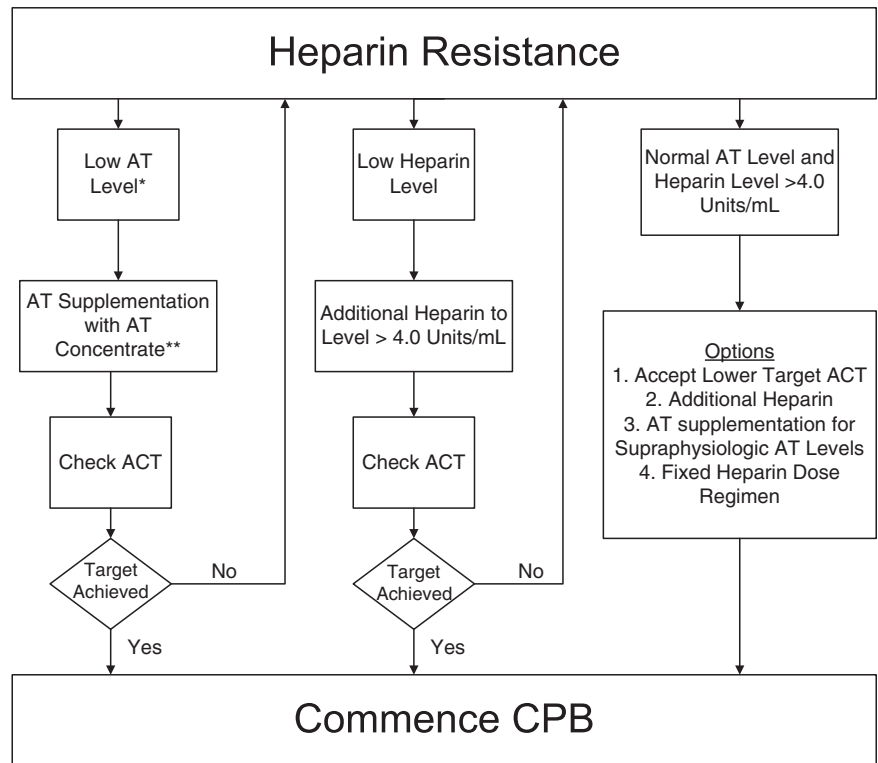 Heparin Resistance
Low AT
Level*
AT Supplementation
with AT
Concentrate**
Check ACT
Target
Achieved
No
Yes
Low Heparin
Level
Additional Heparin to
Level > 4.0 Units/mL
Check ACT
Target
Achieved
No
Yes
Normal AT Level and
Heparin Level >4.0
Units/mL
Options
1. Accept Lower Target ACT
2. Additional Heparin
3. AT supplementation for
Supraphysiologic AT Levels
4. Fixed Heparin Dose
Regimen
Commence CPB